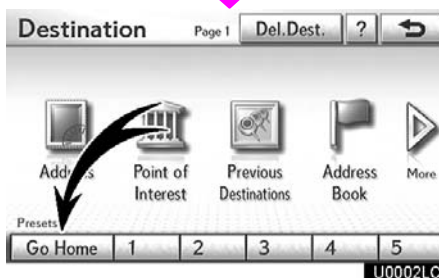 Destination Page 1 Del.Dest. ?
Point of Interest
Previous Destinations
Address Book
More
Presets
Go Home 1 2 3 4 5
U0002LC